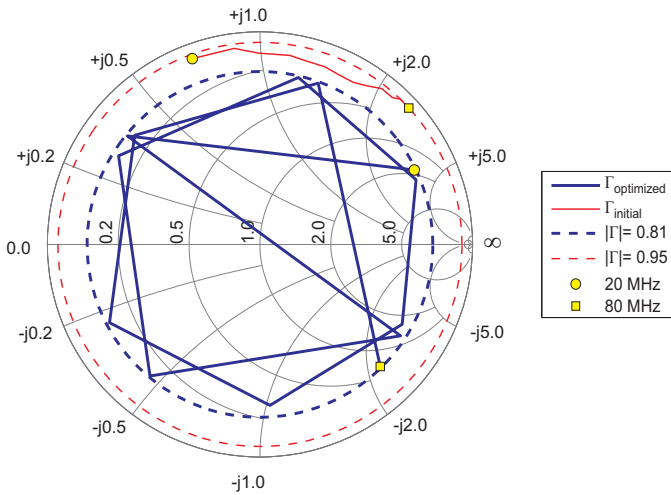 +j1.0
+j0.5
+j2.0
+j0.2
+j5.0
0.0
0.2
0.5
1.0
2.0
5.0
∞
-j0.2
-j5.0
-j0.5
-j2.0
-j1.0
Γoptimized
Γinitial
|Γ|= 0.81
|Γ|= 0.95
20 MHz
80 MHz